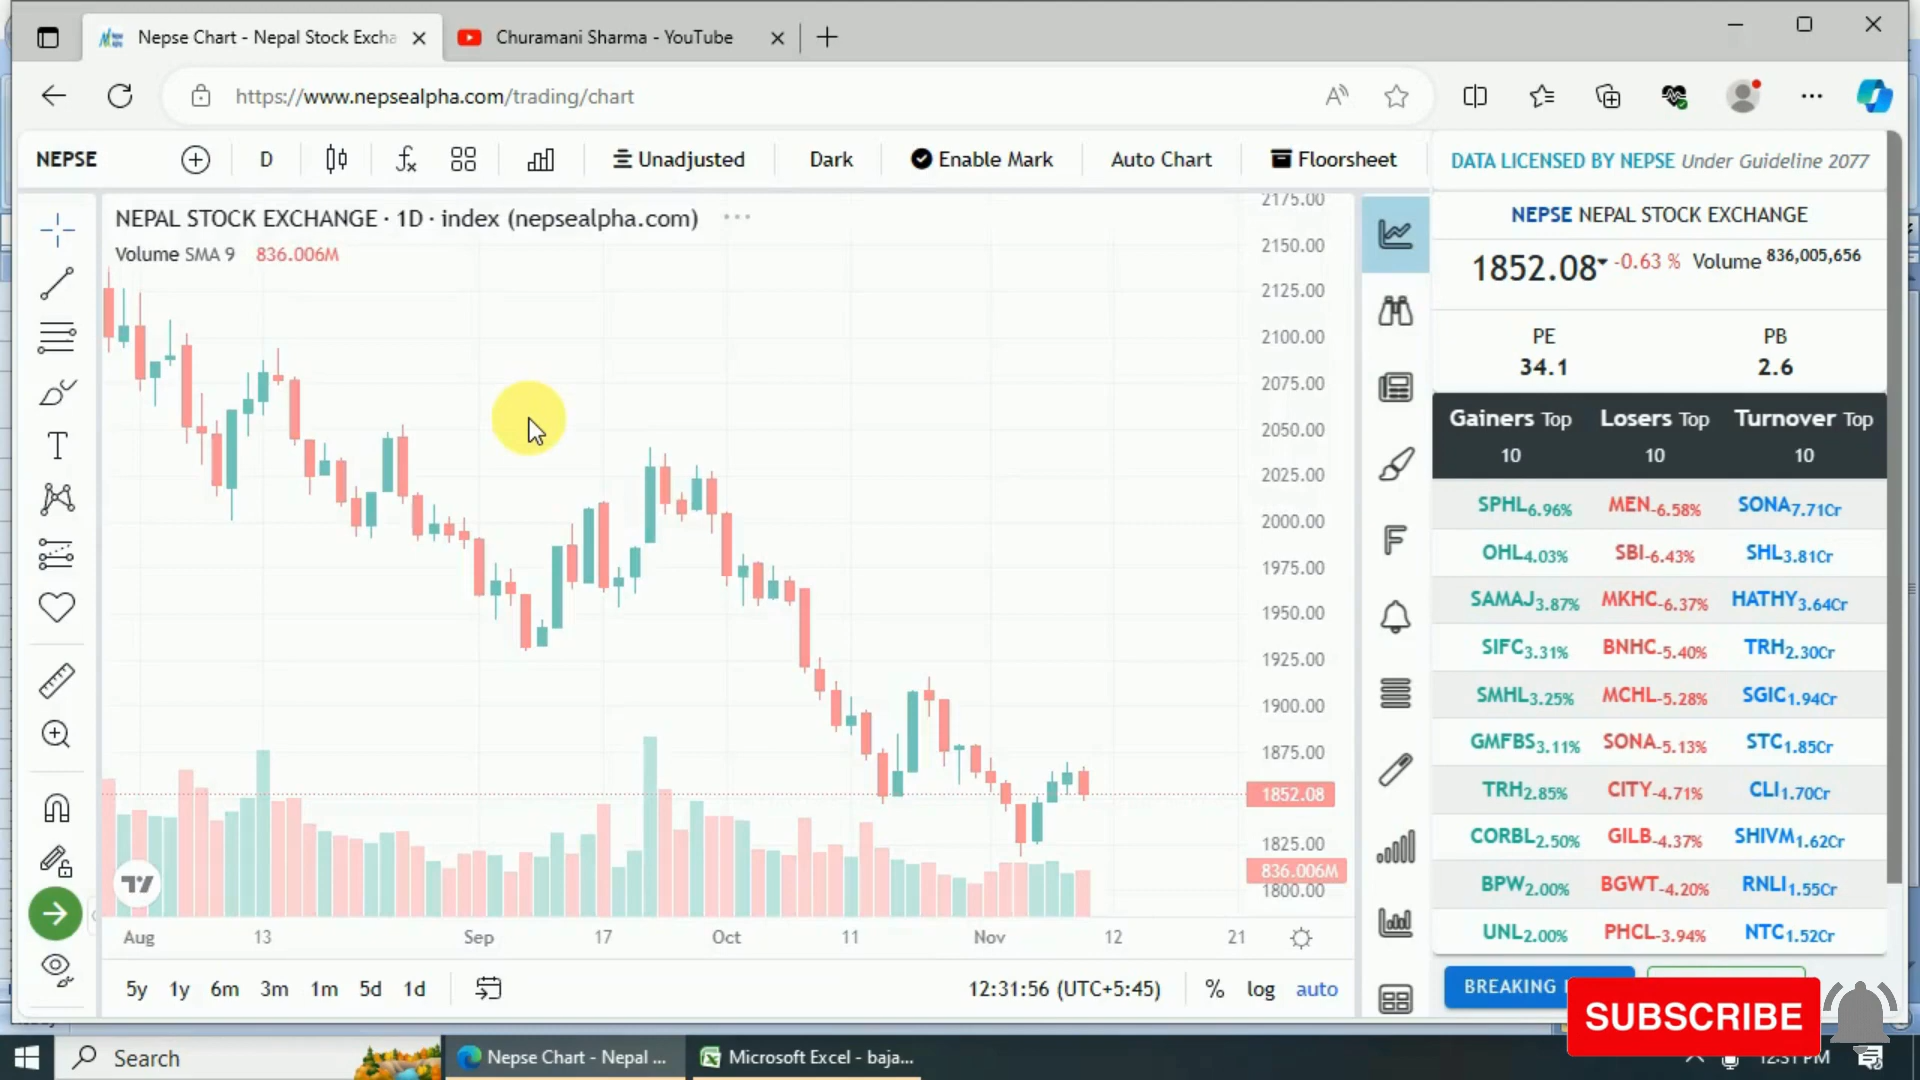 Nepse Chart - Nepal Stock Excha
Churamani Sharma - YouTube
https://www.nepsealpha.com/trading/chart
NEPSE D Unadjusted Dark Enable Mark Auto Chart Floorsheet
DATA LICENSED BY NEPSE Under Guideline 2077
NEPAL STOCK EXCHANGE · 1D · index (nepsealpha.com)
Volume SMA 9 836.006M
2175.00
2150.00
2125.00
2100.00
2075.00
2050.00
2025.00
2000.00
1975.00
1950.00
1925.00
1900.00
1875.00
1852.08
1825.00
836.006M
1800.00
Aug 13 Sep 17 Oct 11 Nov 12 21
5y 1y 6m 3m 1m 5d 1d 12:31:56 (UTC+5:45) % log auto
NEPSE NEPAL STOCK EXCHANGE
1852.08 -0.63 % Volume 836,005,656
PE PB
34.1 2.6
Gainers Top 10 Losers Top 10 Turnover Top 10
SPHL6.96% MEN-6.58% SONA7.71Cr
OHL4.03% SBI-6.43% SHL3.81Cr
SAMAJ3.87% MKHC-6.37% HATHY3.64Cr
SIFC3.31% BNHC-5.40% TRH2.30Cr
SMHL3.25% MCHL-5.28% SGIC1.94Cr
GMFBS3.11% SONA-5.13% STC1.85Cr
TRH2.85% CITY-4.71% CLI1.70Cr
CORBL2.50% GILB-4.37% SHIVM1.62Cr
BPW2.00% BGWT-4.20% RNLI1.55Cr
UNL2.00% PHCL-3.94% NTC1.52Cr
BREAKING
SUBSCRIBE
Search
Nepse Chart - Nepal ...
Microsoft Excel - baja...
12:31 PM